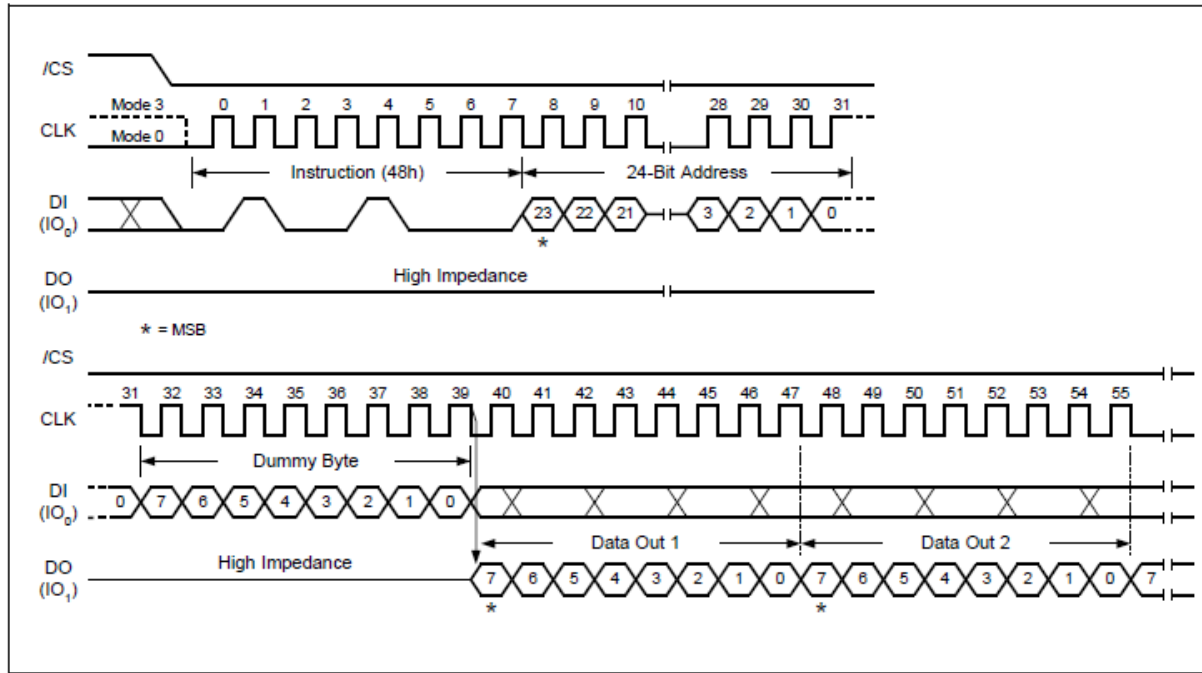 /CS
Mode 3 0 1 2 3 4 5 6 7 8 9 10 28 29 30 31
CLK
Mode 0
Instruction (48h) 24-Bit Address
DI
(IO0) 23 22 21 3 2 1 0
*
DO High Impedance
(IO1)
* = MSB
/CS
31 32 33 34 35 36 37 38 39 40 41 42 43 44 45 46 47 48 49 50 51 52 53 54 55
CLK
Dummy Byte
DI
(IO0) 0 7 6 5 4 3 2 1 0
Data Out 1 Data Out 2
DO High Impedance
(IO1) 7 6 5 4 3 2 1 0 7 6 5 4 3 2 1 0 7
* *